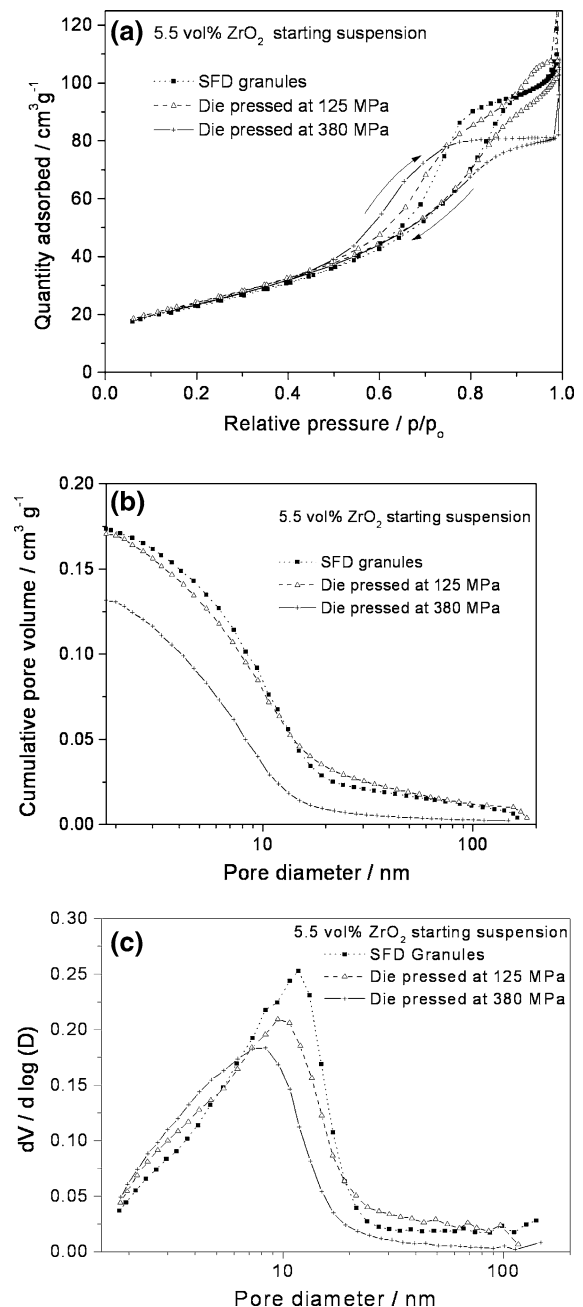 (a) 5.5 vol% ZrO₂ starting suspension
SFD granules
Die pressed at 125 MPa
Die pressed at 380 MPa
120
100
80
60
40
20
0
Quantity adsorbed / cm³g⁻¹
0.0 0.2 0.4 0.6 0.8 1.0
Relative pressure / p/pₒ
(b)
5.5 vol% ZrO₂ starting suspension
SFD granules
Die pressed at 125 MPa
Die pressed at 380 MPa
0.20
0.15
0.10
0.05
0.00
Cumulative pore volume / cm³ g⁻¹
10 100
Pore diameter / nm
(c)
5.5 vol% ZrO₂ starting suspension
SFD Granules
Die pressed at 125 MPa
Die pressed at 380 MPa
0.30
0.25
0.20
0.15
0.10
0.05
0.00
dV / d log (D)
10 100
Pore diameter / nm